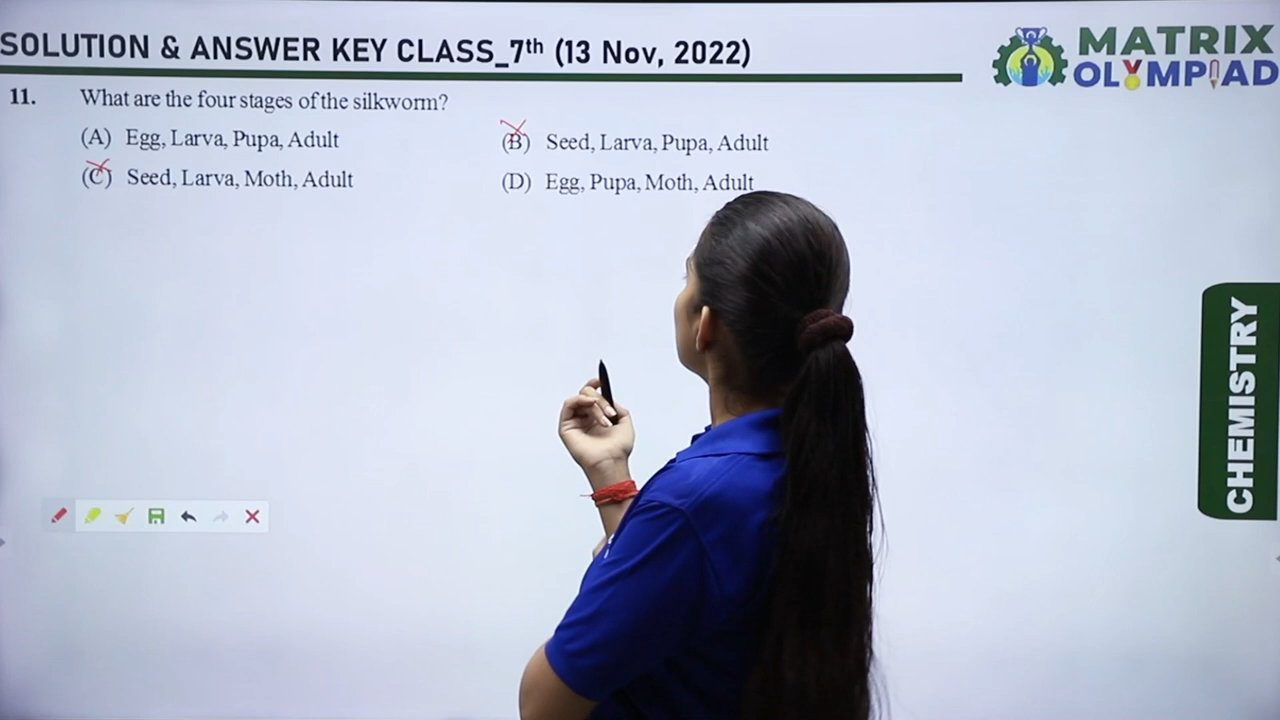 SOLUTION & ANSWER KEY CLASS_7th (13 Nov, 2022)
MATRIX
OLYMPIAD
11. What are the four stages of the silkworm?
(A) Egg, Larva, Pupa, Adult
(B) Seed, Larva, Pupa, Adult
(C) Seed, Larva, Moth, Adult
(D) Egg, Pupa, Moth, Adult
CHEMISTRY